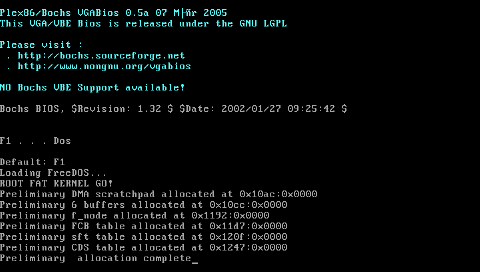 Plex86/Bochs VGABios 0.5a 07 M├ñr 2005
This VGA/VBE Bios is released under the GNU LGPL
Please visit :
. http://bochs.sourceforge.net
. http://www.nongnu.org/vgabios
NO Bochs VBE Support available!
Bochs BIOS, $Revision: 1.32 $ $Date: 2002/01/27 09:25:42 $
F1 . . . Dos
Default: F1
Loading FreeDOS...
ROOT FAT KERNEL GO!
Preliminary DMA scratchpad allocated at 0x10ac:0x0000
Preliminary 6 buffers allocated at 0x10cc:0x0000
Preliminary f_node allocated at 0x1192:0x0000
Preliminary FCB table allocated at 0x11d7:0x0000
Preliminary sft table allocated at 0x120f:0x0000
Preliminary CDS table allocated at 0x1247:0x0000
Preliminary  allocation complete_